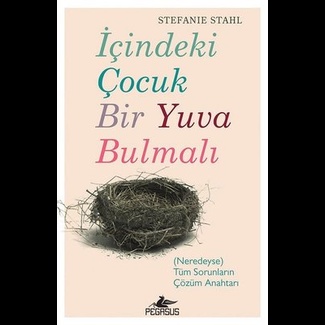 STEFANIE STAHL
İçindeki
Çocuk
Bir Yuva
Bulmalı
(Neredeyse)
Tüm Sorunların
Çözüm Anahtarı
PEGASUS